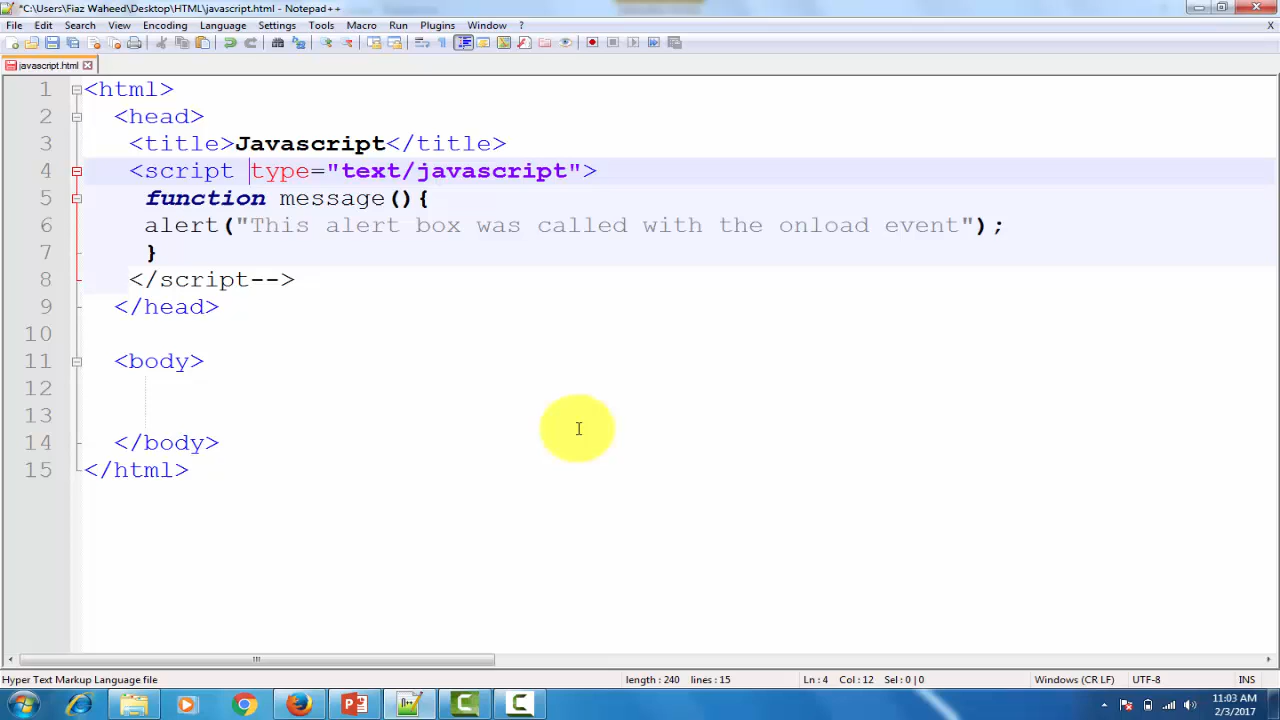 *C:\Users\Fiaz Waheed\Desktop\HTML\javascript.html - Notepad++
File Edit Search View Encoding Language Settings Tools Macro Run Plugins Window ? X
javascript.html
1 <html>
2 <head>
3 <title>Javascript</title>
4 <script type="text/javascript">
5 function message(){
6 alert("This alert box was called with the onload event");
7 }
8 </script-->
9 </head>
10
11 <body>
12
13
14 </body>
15 </html>
Hyper Text Markup Language file length : 240 lines : 15 Ln : 4 Col : 12 Sel : 0 | 0 Windows (CR LF) UTF-8 INS
11:03 AM
2/3/2017